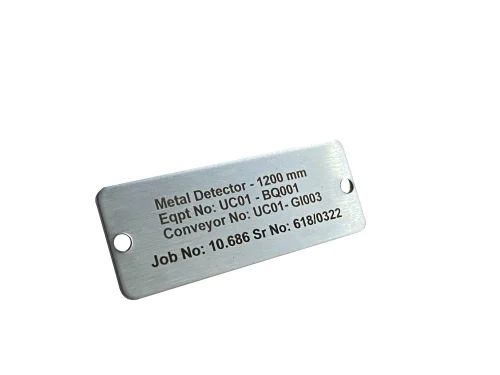 Metal Detector - 1200 mm
Eqpt No: UC01 - BQ001
Conveyor No: UC01- GI003
Job No: 10.686 Sr No: 618/0322